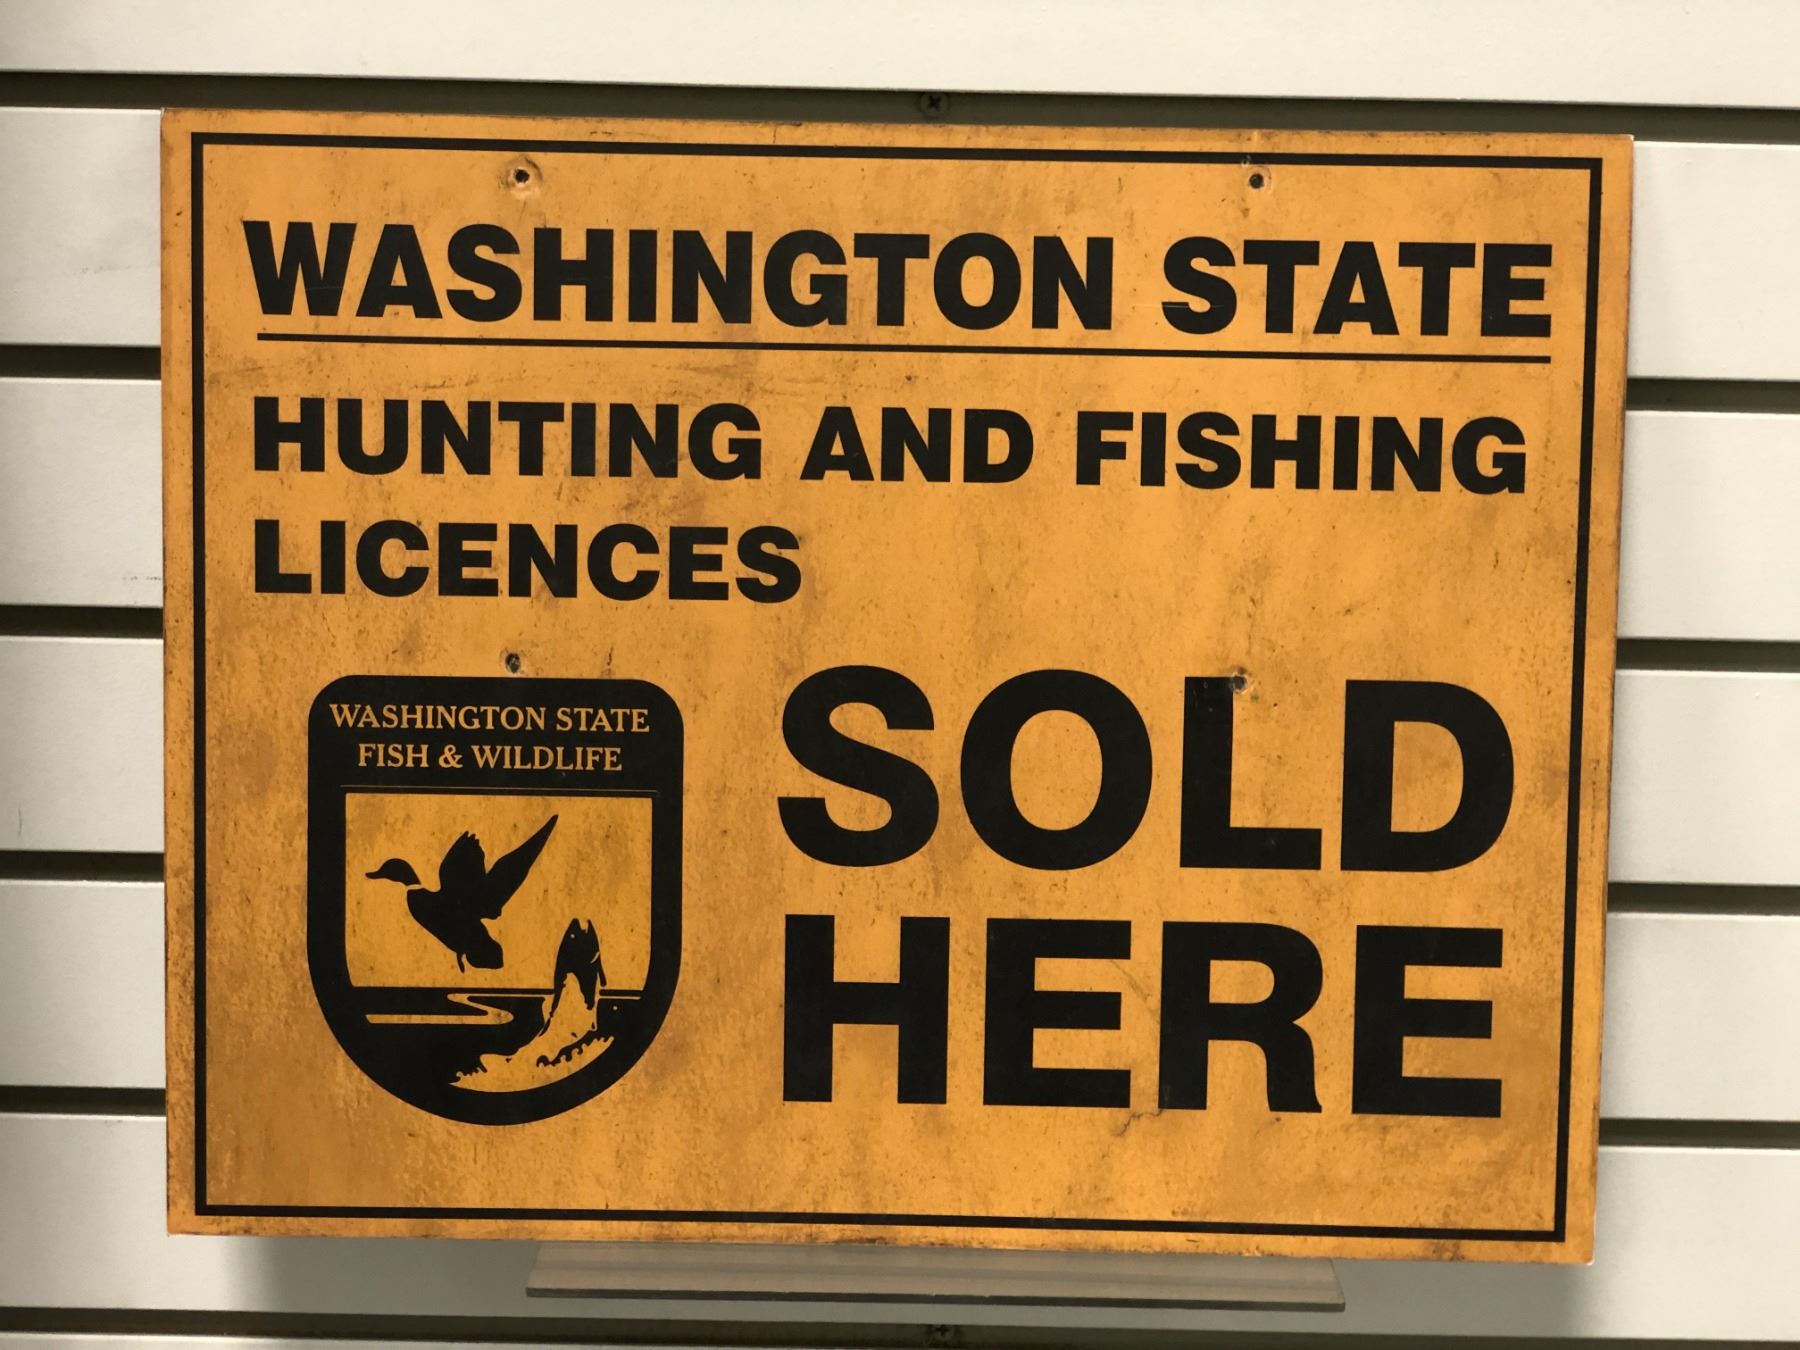 WASHINGTON STATE
HUNTING AND FISHING
LICENCES
WASHINGTON STATE
FISH & WILDLIFE
SOLD
HERE